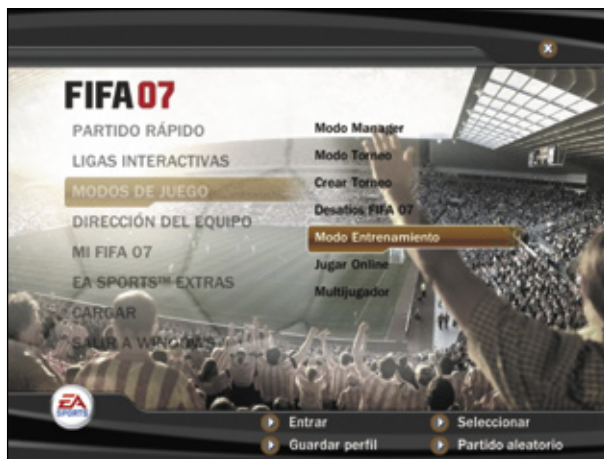 FIFA 07
PARTIDO RÁPIDO
LIGAS INTERACTIVAS
MODOS DE JUEGO
DIRECCIÓN DEL EQUIPO
MI FIFA 07
EA SPORTS™ EXTRAS
CARGAR
SALIR A WINDOWS
Modo Manager
Modo Torneo
Crear Torneo
Desafíos FIFA 07
Modo Entrenamiento
Jugar Online
Multijugador
EA
SPORTS
Entrar
Seleccionar
Guardar perfil
Partido aleatorio
X